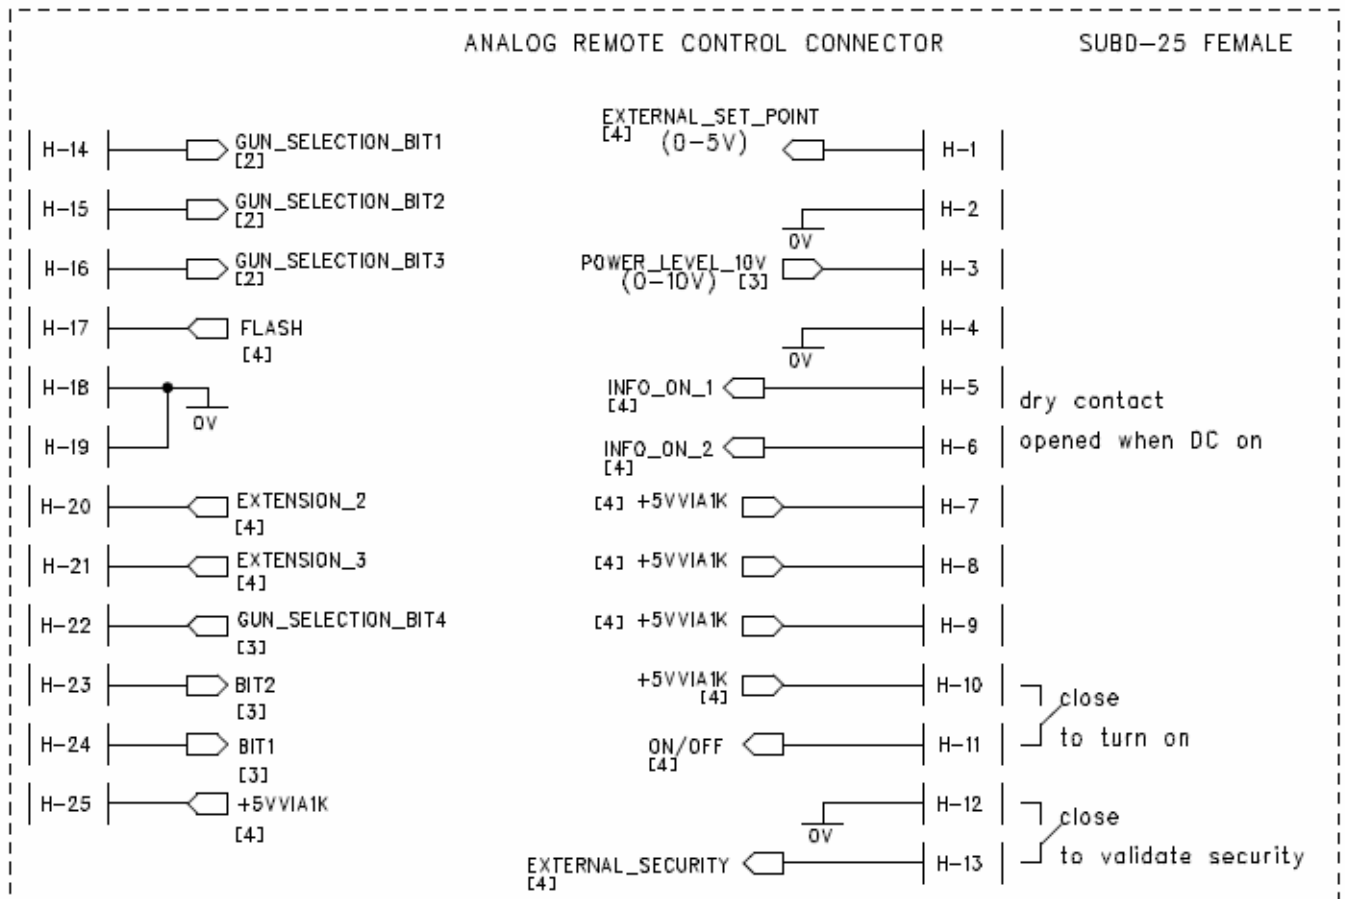 ANALOG REMOTE CONTROL CONNECTOR SUBD-25 FEMALE
H-14 GUN_SELECTION_BIT1
[2]
H-15 GUN_SELECTION_BIT2
[2]
H-16 GUN_SELECTION_BIT3
[2]
H-17 FLASH
[4]
H-18
0V
H-19
H-20 EXTENSION_2
[4]
H-21 EXTENSION_3
[4]
H-22 GUN_SELECTION_BIT4
[3]
H-23 BIT2
[3]
H-24 BIT1
[3]
H-25 +5VVIA1K
[4]
EXTERNAL_SET_POINT
[4] (0-5V) H-1
H-2
0V
POWER_LEVEL_10V H-3
(0-10V) [3]
H-4
0V
INFO_ON_1 H-5
[4]
dry contact
opened when DC on
INFO_ON_2 H-6
[4]
[4] +5VVIA1K H-7
[4] +5VVIA1K H-8
[4] +5VVIA1K H-9
+5VVIA1K H-10
[4]
close
to turn on
ON/OFF H-11
[4]
H-12
0V
close
to validate security
EXTERNAL_SECURITY H-13
[4]